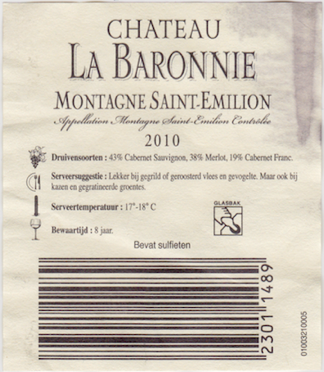 CHATEAU
LA BARONNIE
MONTAGNE SAINT-EMILION
Appellation Montagne Saint-Emilion Contrôlée
2010
Druivensoorten : 43% Cabernet Sauvignon, 38% Merlot, 19% Cabernet Franc.
Serveersuggestie : Lekker bij gegrild of geroosterd vlees en gevogelte. Maar ook bij
kazen en gegratineerde groentes.
Serveertemperatuur : 17°-18° C
GLASBAK
Bewaartijd : 8 jaar.
Bevat sulfieten
23011489
01003210005